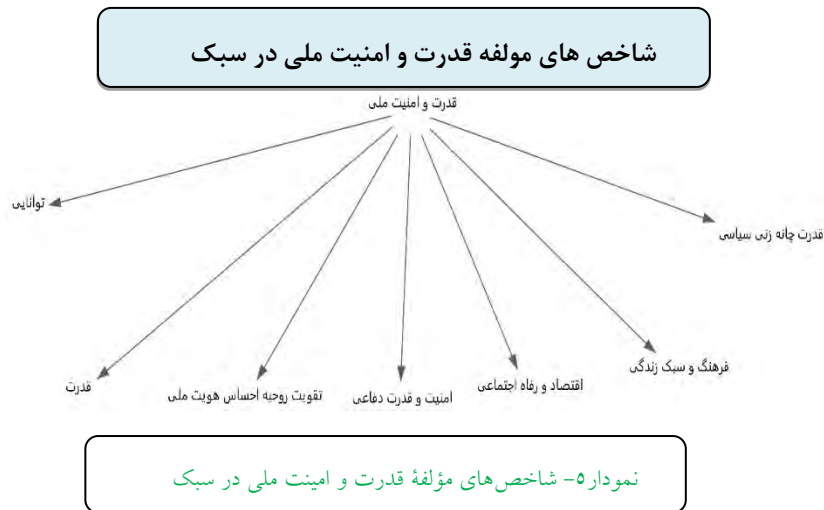 شاخص های مولفه قدرت و امنیت ملی در سبک
قدرت و امنیت ملی
توانایی
قدرت چانه زنی سیاسی
فرهنگ و سبک زندگی
اقتصاد و رفاه اجتماعی
امنیت و قدرت دفاعی
تقویت روحیه احساس هویت ملی
قدرت
نمودار۵- شاخص‌های مؤلفۀ قدرت و امینت ملی در سبک